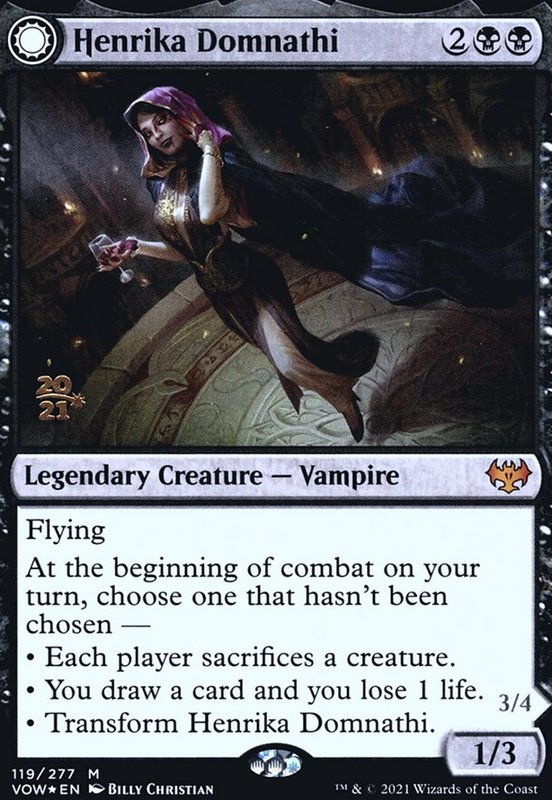 Henrika Domnathi 2
20
21
Legendary Creature — Vampire
Flying
At the beginning of combat on your
turn, choose one that hasn't been
chosen —
• Each player sacrifices a creature.
• You draw a card and you lose 1 life.
• Transform Henrika Domnathi.
3/4
1/3
119/277 M
VOW★EN Billy Christian
™ & © 2021 Wizards of the Coast